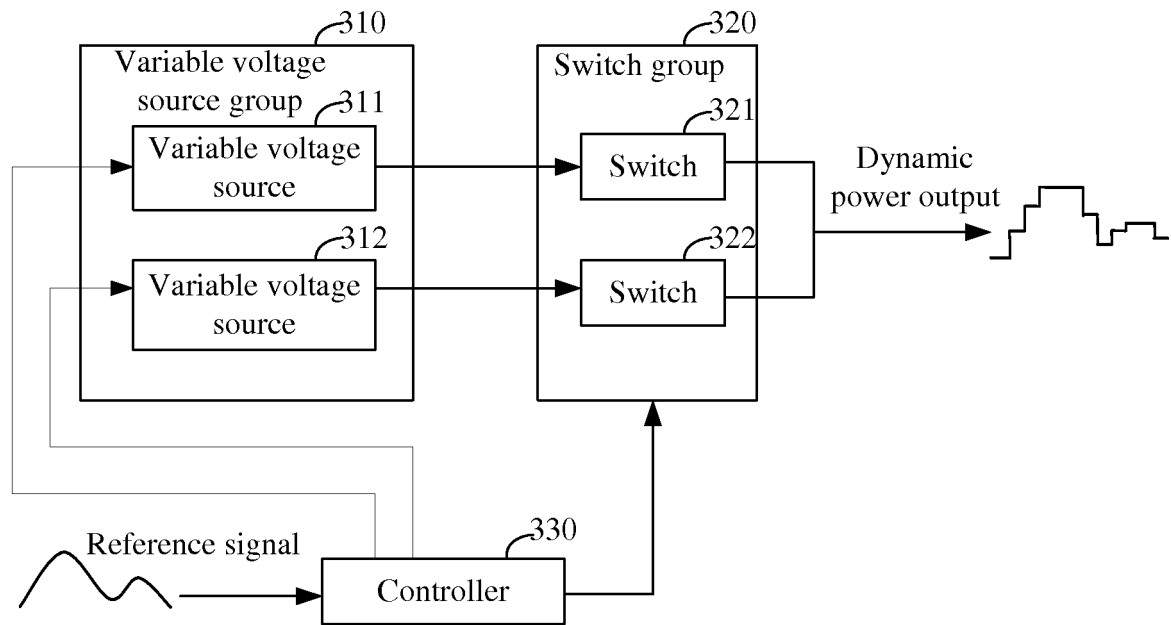 310
Variable voltage
source group
311
Variable voltage
source
312
Variable voltage
source
320
Switch group
321
Switch
322
Switch
Dynamic
power output
Reference signal
330
Controller